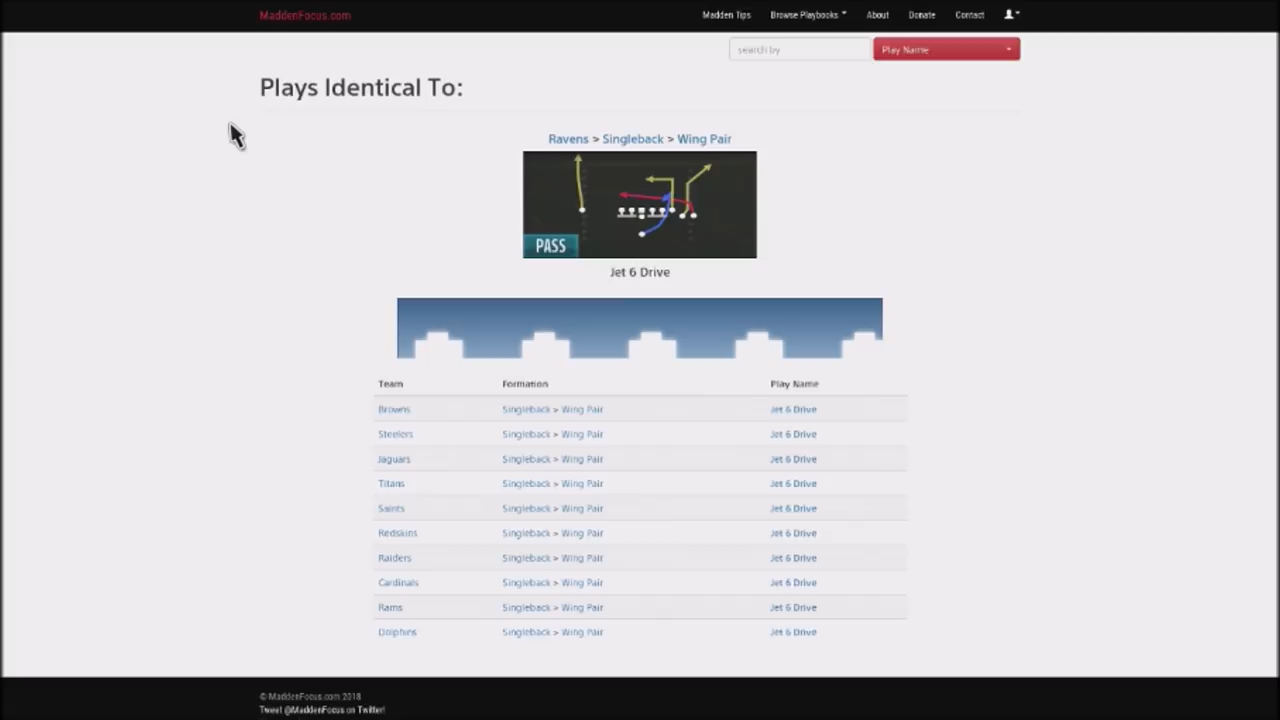 MaddenFocus.com Madden Tips Browse Playbooks About Donate Contact
search by Play Name
Plays Identical To:
Ravens > Singleback > Wing Pair
PASS
Jet 6 Drive
Team Formation Play Name
Browns Singleback > Wing Pair Jet 6 Drive
Steelers Singleback > Wing Pair Jet 6 Drive
Jaguars Singleback > Wing Pair Jet 6 Drive
Titans Singleback > Wing Pair Jet 6 Drive
Saints Singleback > Wing Pair Jet 6 Drive
Redskins Singleback > Wing Pair Jet 6 Drive
Raiders Singleback > Wing Pair Jet 6 Drive
Cardinals Singleback > Wing Pair Jet 6 Drive
Rams Singleback > Wing Pair Jet 6 Drive
Dolphins Singleback > Wing Pair Jet 6 Drive
© MaddenFocus.com 2018
Tweet @MaddenFocus on Twitter!